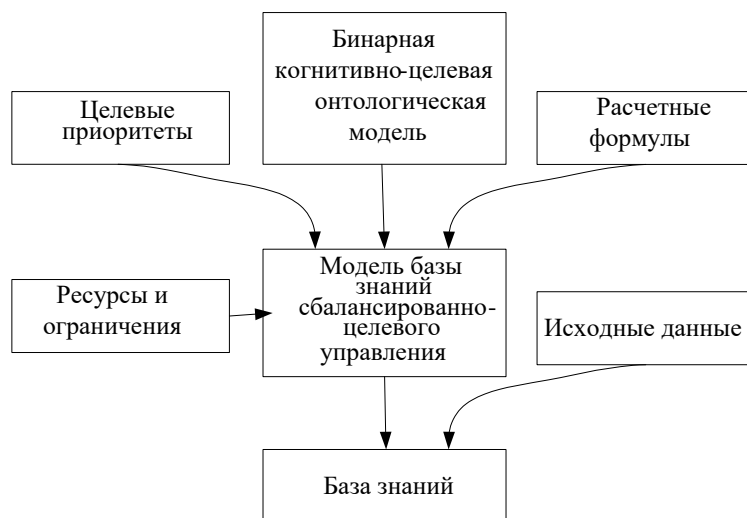 Бинарная
когнитивно-целевая
онтологическая
модель
Целевые
приоритеты
Расчетные
формулы
Модель базы
знаний
сбалансированно-
целевого
управления
Ресурсы и
ограничения
Исходные данные
База знаний